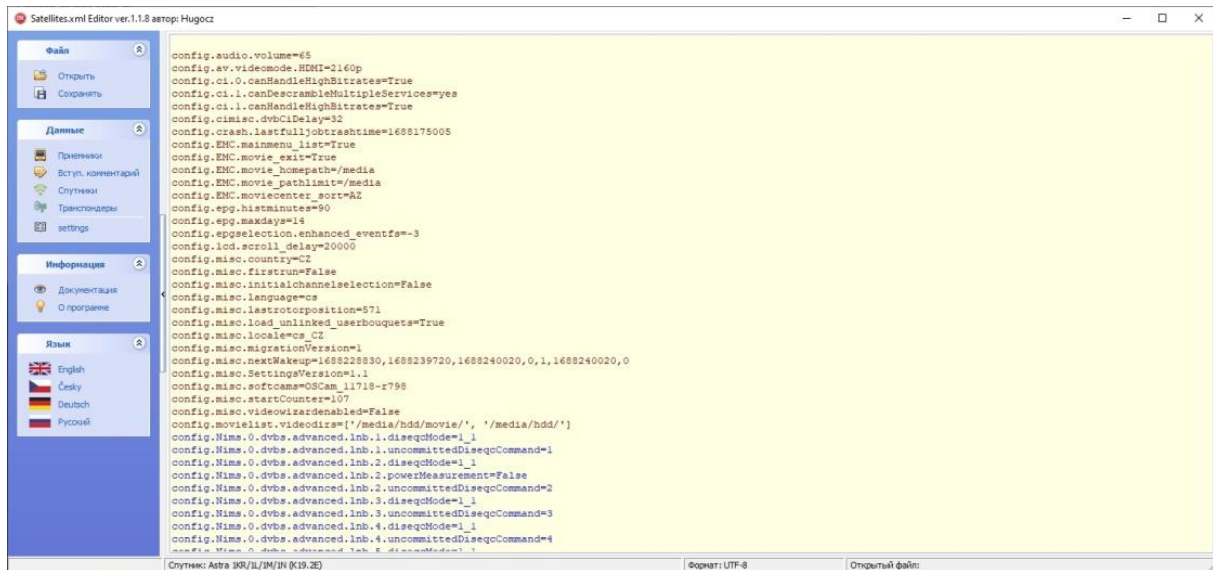 Satellites.xml Editor ver.1.1.8 автор: Hugocz
Файл
Открыть
Сохранять
Данные
Приемники
Вступ. комментарий
Спутники
Транспондеры
settings
Информация
Документация
О программе
Язык
English
Česky
Deutsch
Русский
config.audio.volume=65
config.av.videomode.HDMI=2160p
config.ci.0.canHandleHighBitrates=True
config.ci.1.canDescrambleMultipleServices=yes
config.ci.1.canHandleHighBitrates=True
config.cimisc.dvbCiDelay=32
config.crash.lastfulljobtrashtime=1688175005
config.EMC.mainmenu_list=True
config.EMC.movie_exit=True
config.EMC.movie_homepath=/media
config.EMC.movie_pathlimit=/media
config.EMC.moviecenter_sort=AZ
config.epg.histminutes=90
config.epg.maxdays=14
config.epgselection.enhanced_eventfs=-3
config.lcd.scroll_delay=20000
config.misc.country=CZ
config.misc.firstrun=False
config.misc.initialchannelselection=False
config.misc.language=cs
config.misc.lastrotorposition=571
config.misc.load_unlinked_userbouquets=True
config.misc.locale=cs_CZ
config.misc.migrationVersion=1
config.misc.nextWakeup=1688228830,1688239720,1688240020,0,1,1688240020,0
config.misc.SettingsVersion=1.1
config.misc.softcams=OSCam_11718-r798
config.misc.startCounter=107
config.misc.videowizardenabled=False
config.movielist.videodirs=['/media/hdd/movie/', '/media/hdd/']
config.Nims.0.dvbs.advanced.lnb.1.diseqcMode=1_1
config.Nims.0.dvbs.advanced.lnb.1.uncommittedDiseqcCommand=1
config.Nims.0.dvbs.advanced.lnb.2.diseqcMode=1_1
config.Nims.0.dvbs.advanced.lnb.2.powerMeasurement=False
config.Nims.0.dvbs.advanced.lnb.2.uncommittedDiseqcCommand=2
config.Nims.0.dvbs.advanced.lnb.3.diseqcMode=1_1
config.Nims.0.dvbs.advanced.lnb.3.uncommittedDiseqcCommand=3
config.Nims.0.dvbs.advanced.lnb.4.diseqcMode=1_1
config.Nims.0.dvbs.advanced.lnb.4.uncommittedDiseqcCommand=4
config.Nims.0.dvbs.advanced.lnb.5.diseqcMode=1_1
Спутник: Astra 1KR/1L/1M/1N (K19.2E)
Формат: UTF-8
Открытый файл: